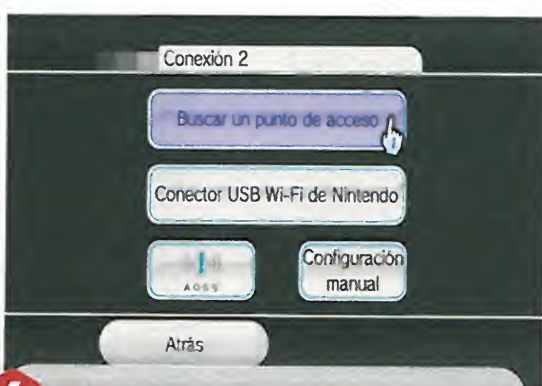 Conexión 2
Buscar un punto de acceso
Conector USB Wi-Fi de Nintendo
AOSS
Configuración
manual
Atrás